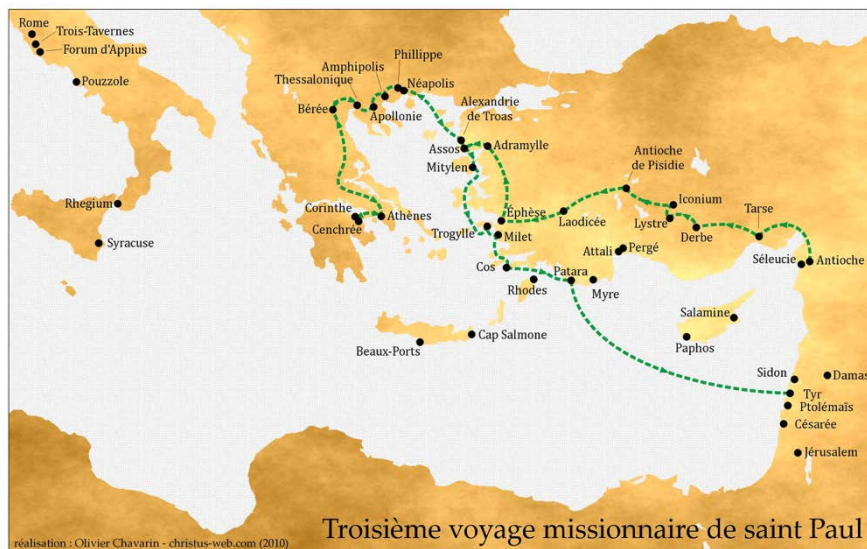 Rome
Trois-Tavernes
Forum d'Appius
Pouzzole
Rhegium
Syracuse
Phillippe
Amphipolis
Néapolis
Thessalonique
Bérée
Apollonie
Alexandrie
de Troas
Assos
Adramylle
Mitylen
Antioche
de Pisidie
Corinthe
Cenchrée
Athènes
Éphèse
Trogylle
Milet
Laodicée
Iconium
Lystre
Derbe
Tarse
Séleucie
Antioche
Attali
Pergé
Cos
Rhodes
Patara
Myre
Salamine
Paphos
Beaux-Ports
Cap Salmone
Sidon
Damas
Tyr
Ptolémaïs
Césarée
Jérusalem
réalisation : Olivier Chavarin - christus-web.com (2010)
Troisième voyage missionnaire de saint Paul